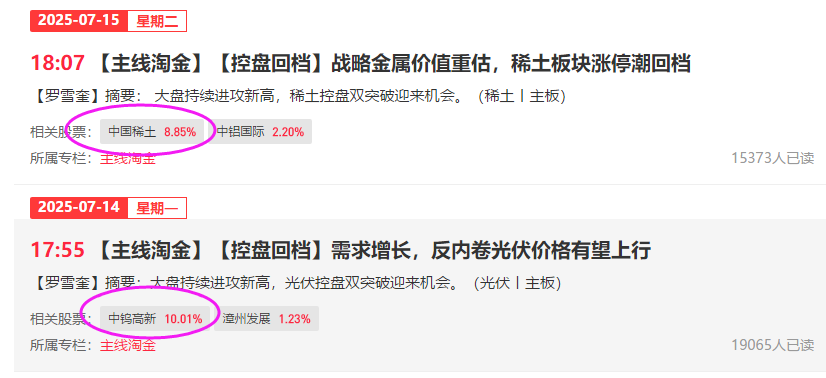 2025-07-15 星期二
18:07 【主线淘金】【控盘回档】战略金属价值重估，稀土板块涨停潮回档
【罗雪奎】摘要： 大盘持续进攻新高，稀土控盘双突破迎来机会。（稀土丨主板）
相关股票： 中国稀土 8.85% 中铝国际 2.20%
所属专栏：主线淘金 15373人已读
2025-07-14 星期一
17:55 【主线淘金】【控盘回档】需求增长，反内卷光伏价格有望上行
【罗雪奎】摘要：大盘持续进攻新高，光伏控盘双突破迎来机会。（光伏丨主板）
相关股票： 中钨高新 10.01% 漳州发展 1.23%
所属专栏：主线淘金 19065人已读